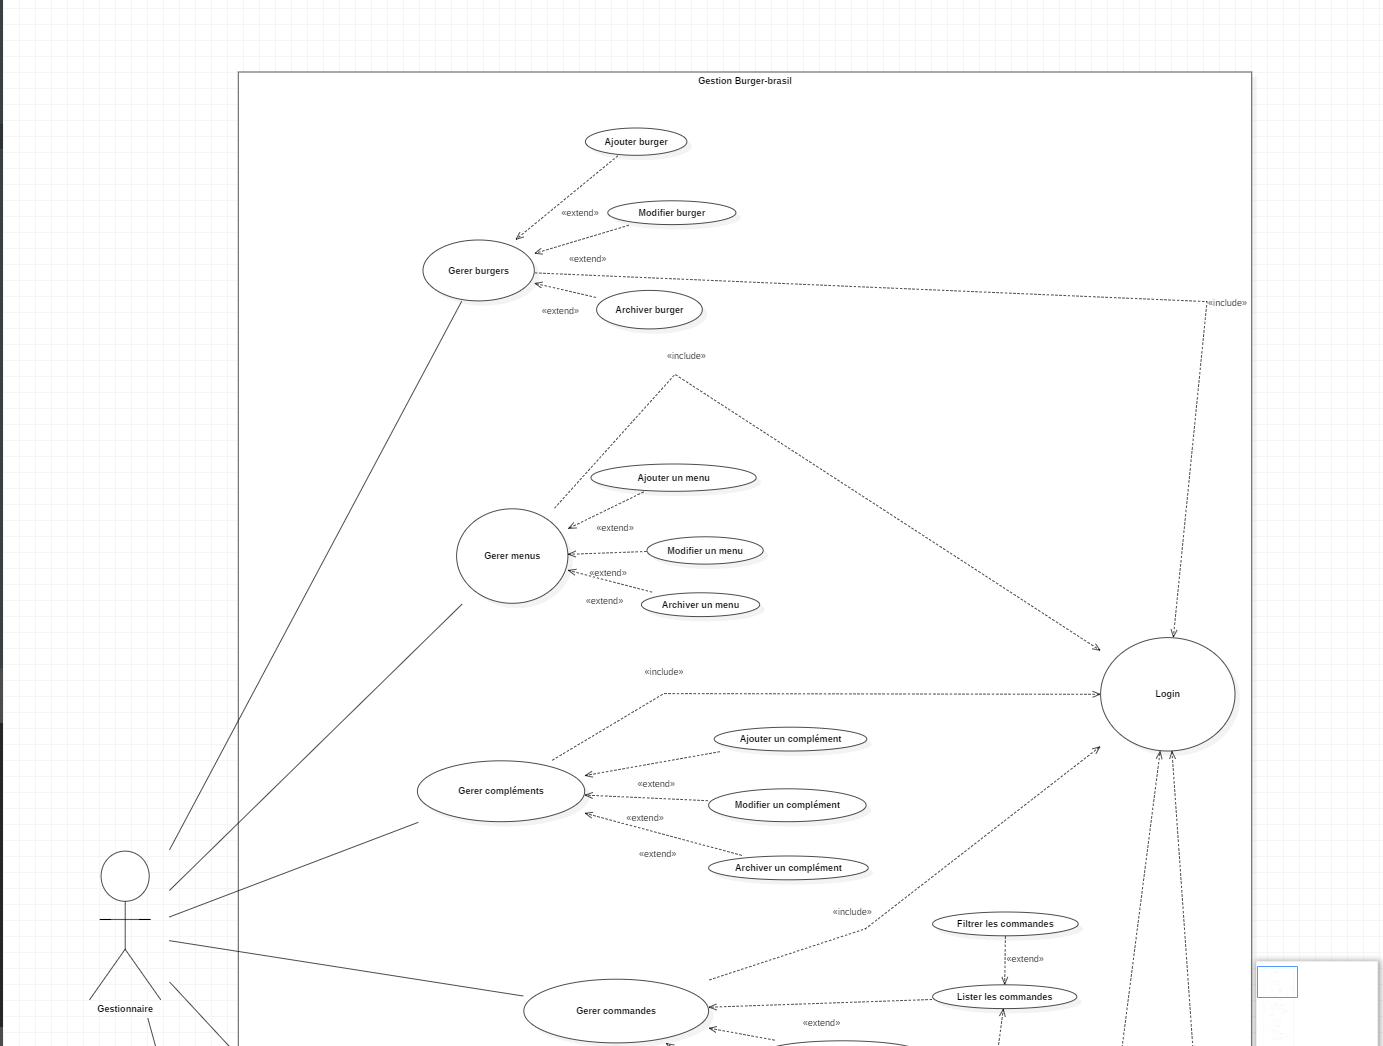 Gestion Burger-brasil
Ajouter burger
«extend»
Modifier burger
«extend»
Gerer burgers
«include»
Archiver burger
«extend»
«include»
Ajouter un menu
«extend»
Gerer menus
Modifier un menu
«extend»
«extend»
Archiver un menu
«include»
Login
Ajouter un complément
«extend»
Gerer compléments
Modifier un complément
«extend»
«extend»
Archiver un complément
«include»
Filtrer les commandes
«extend»
Lister les commandes
Gestionnaire
Gerer commandes
«extend»